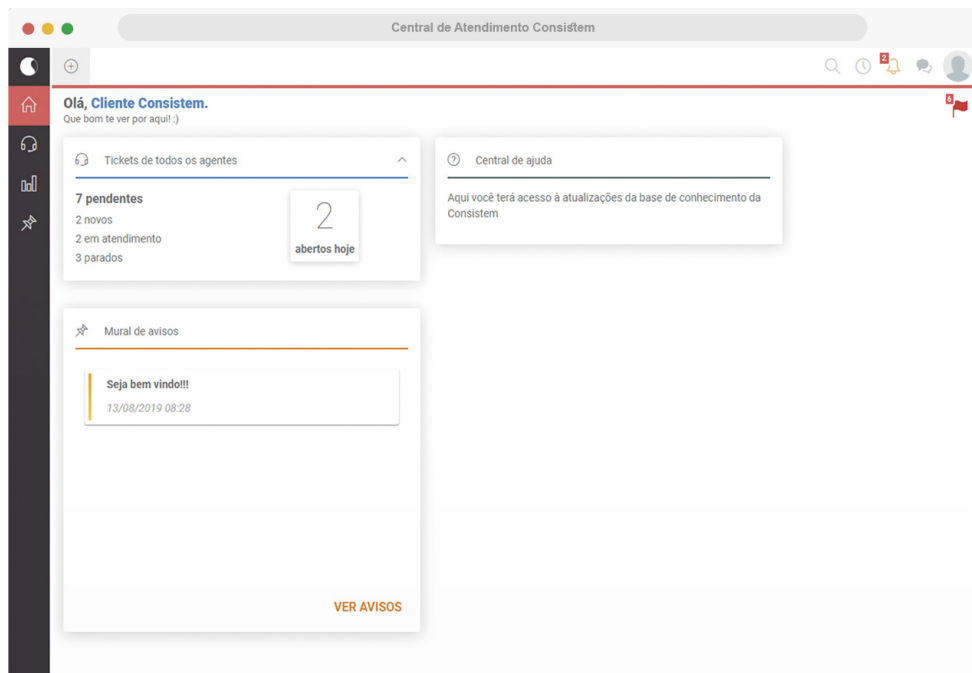 Central de Atendimento Consistem
2
6
Olá, Cliente Consistem.
Que bom te ver por aqui! :)
Tickets de todos os agentes
7 pendentes
2 novos
2 em atendimento
3 parados
2
abertos hoje
Central de ajuda
Aqui você terá acesso à atualizações da base de conhecimento da
Consistem
Mural de avisos
Seja bem vindo!!!
13/08/2019 08:28
VER AVISOS